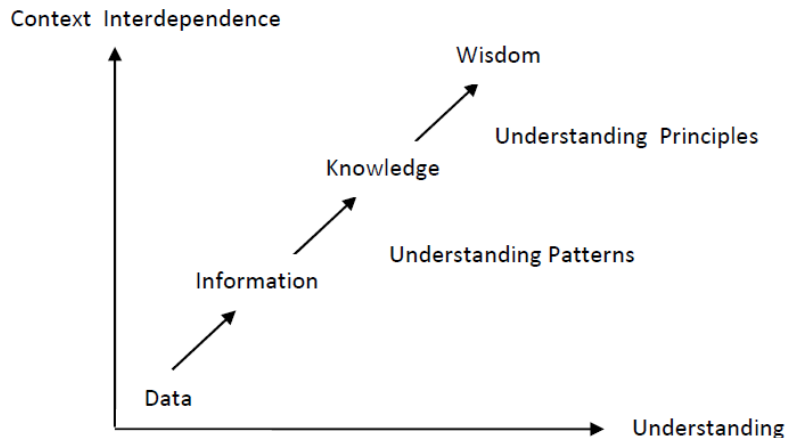 Context Interdependence
Wisdom
Understanding Principles
Knowledge
Understanding Patterns
Information
Data
Understanding